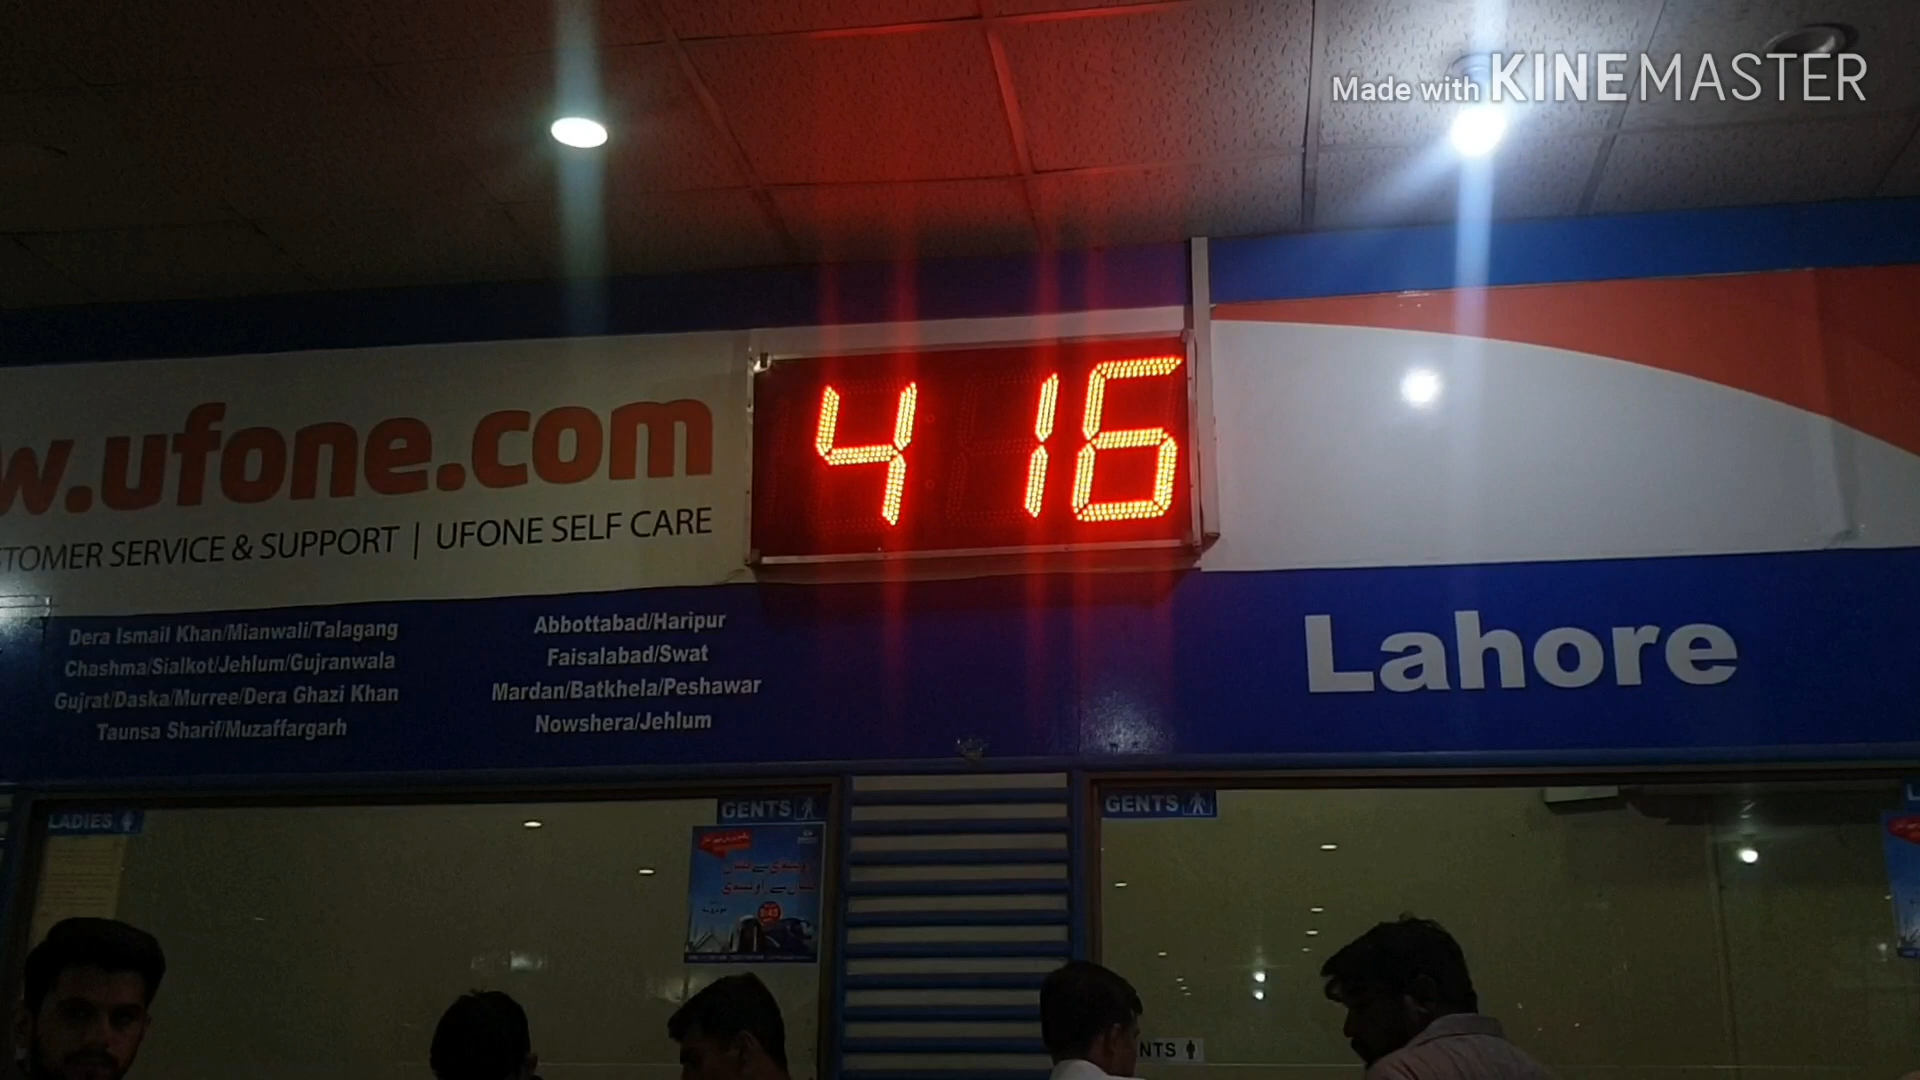 Made with KINEMASTER
w.ufone.com
STOMER SERVICE & SUPPORT | UFONE SELF CARE
4 16
Dera Ismail Khan/Mianwali/Talagang
Chashma/Sialkot/Jehlum/Gujranwala
Gujrat/Daska/Murree/Dera Ghazi Khan
Taunsa Sharif/Muzaffargarh
Abbottabad/Haripur
Faisalabad/Swat
Mardan/Batkhela/Peshawar
Nowshera/Jehlum
Lahore
LADIES
GENTS
GENTS
NTS